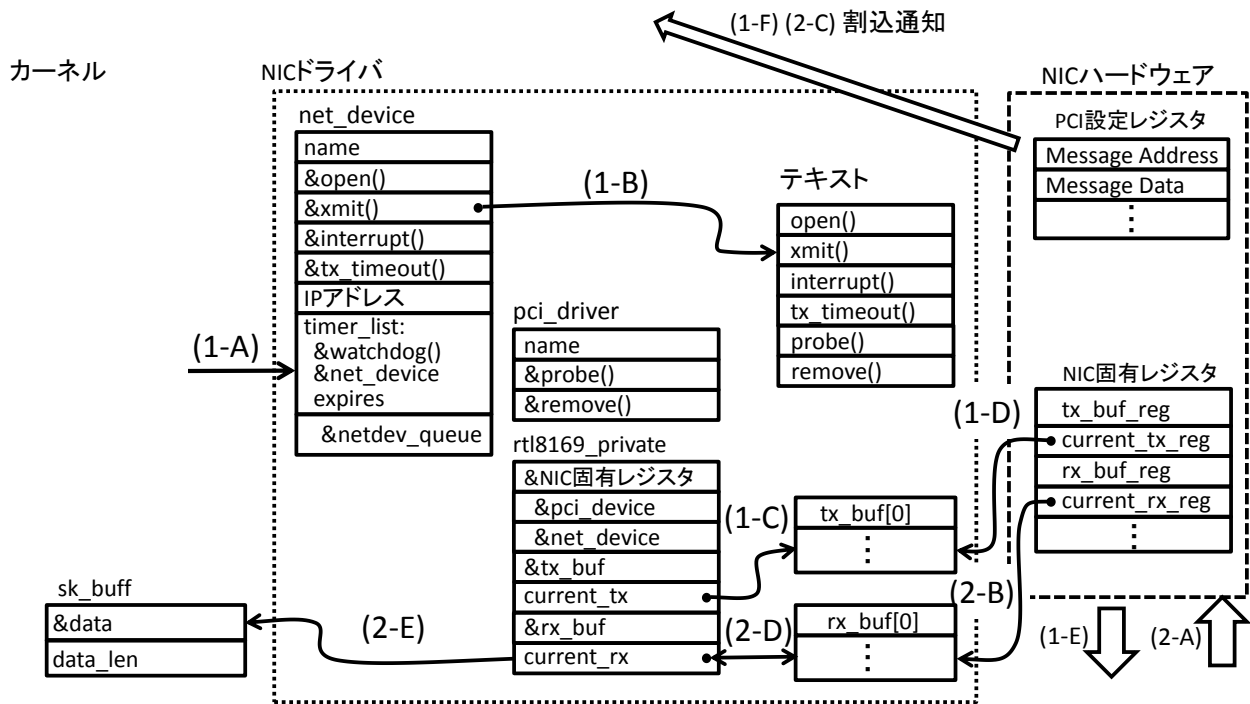 (1-F) (2-C) 割込通知
カーネル
NICドライバ
NICハードウェア
net_device
name
&open()
&xmit()
&interrupt()
&tx_timeout()
IPアドレス
timer_list:
&watchdog()
&net_device
expires
&netdev_queue
(1-A)
(1-B)
テキスト
open()
xmit()
interrupt()
tx_timeout()
probe()
remove()
PCI設定レジスタ
Message Address
Message Data
pci_driver
name
&probe()
&remove()
NIC固有レジスタ
tx_buf_reg
current_tx_reg
rx_buf_reg
current_rx_reg
(1-D)
rtl8169_private
&NIC固有レジスタ
&pci_device
&net_device
&tx_buf
current_tx
&rx_buf
current_rx
(1-C)
tx_buf[0]
(2-B)
(2-D)
rx_buf[0]
sk_buff
&data
data_len
(2-E)
(1-E)
(2-A)